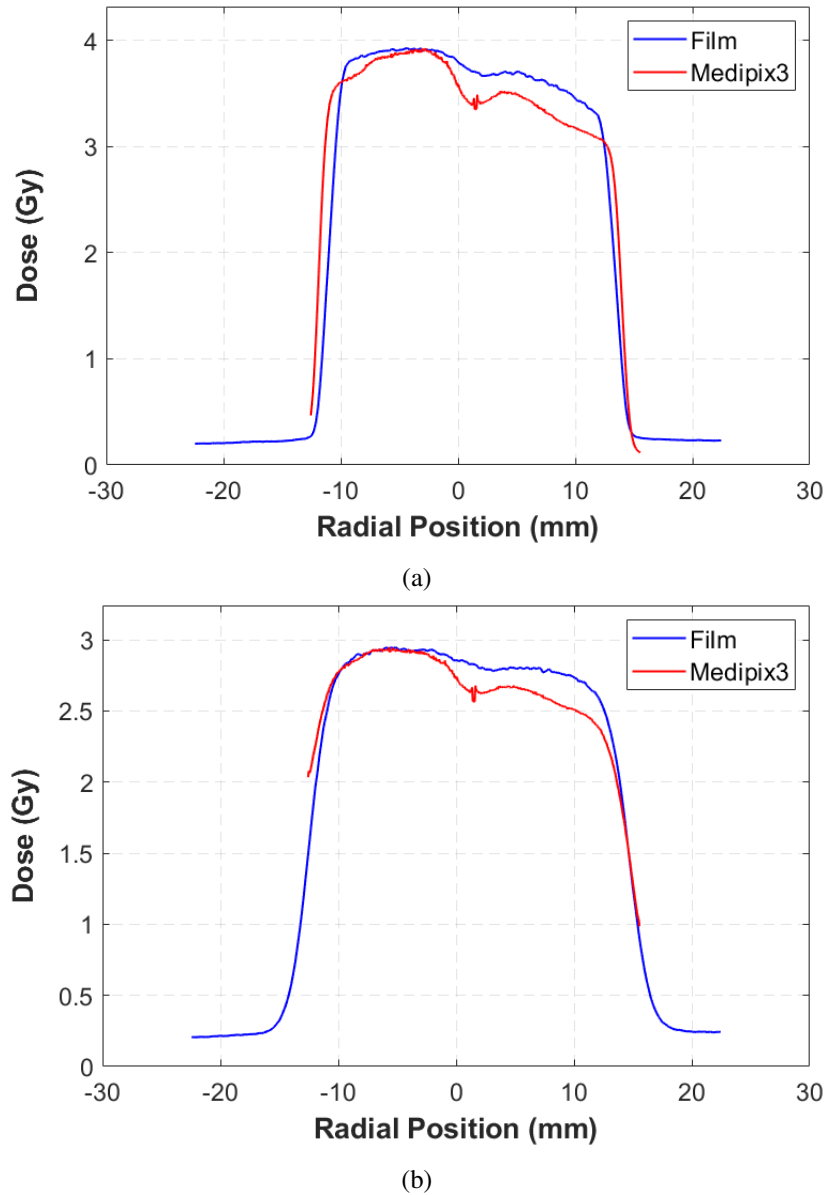 4
3
2
1
0
Dose (Gy)
Film
Medipix3
-30 -20 -10 0 10 20 30
Radial Position (mm)
(a)
3
2.5
2
1.5
1
0.5
0
Dose (Gy)
Film
Medipix3
-30 -20 -10 0 10 20 30
Radial Position (mm)
(b)